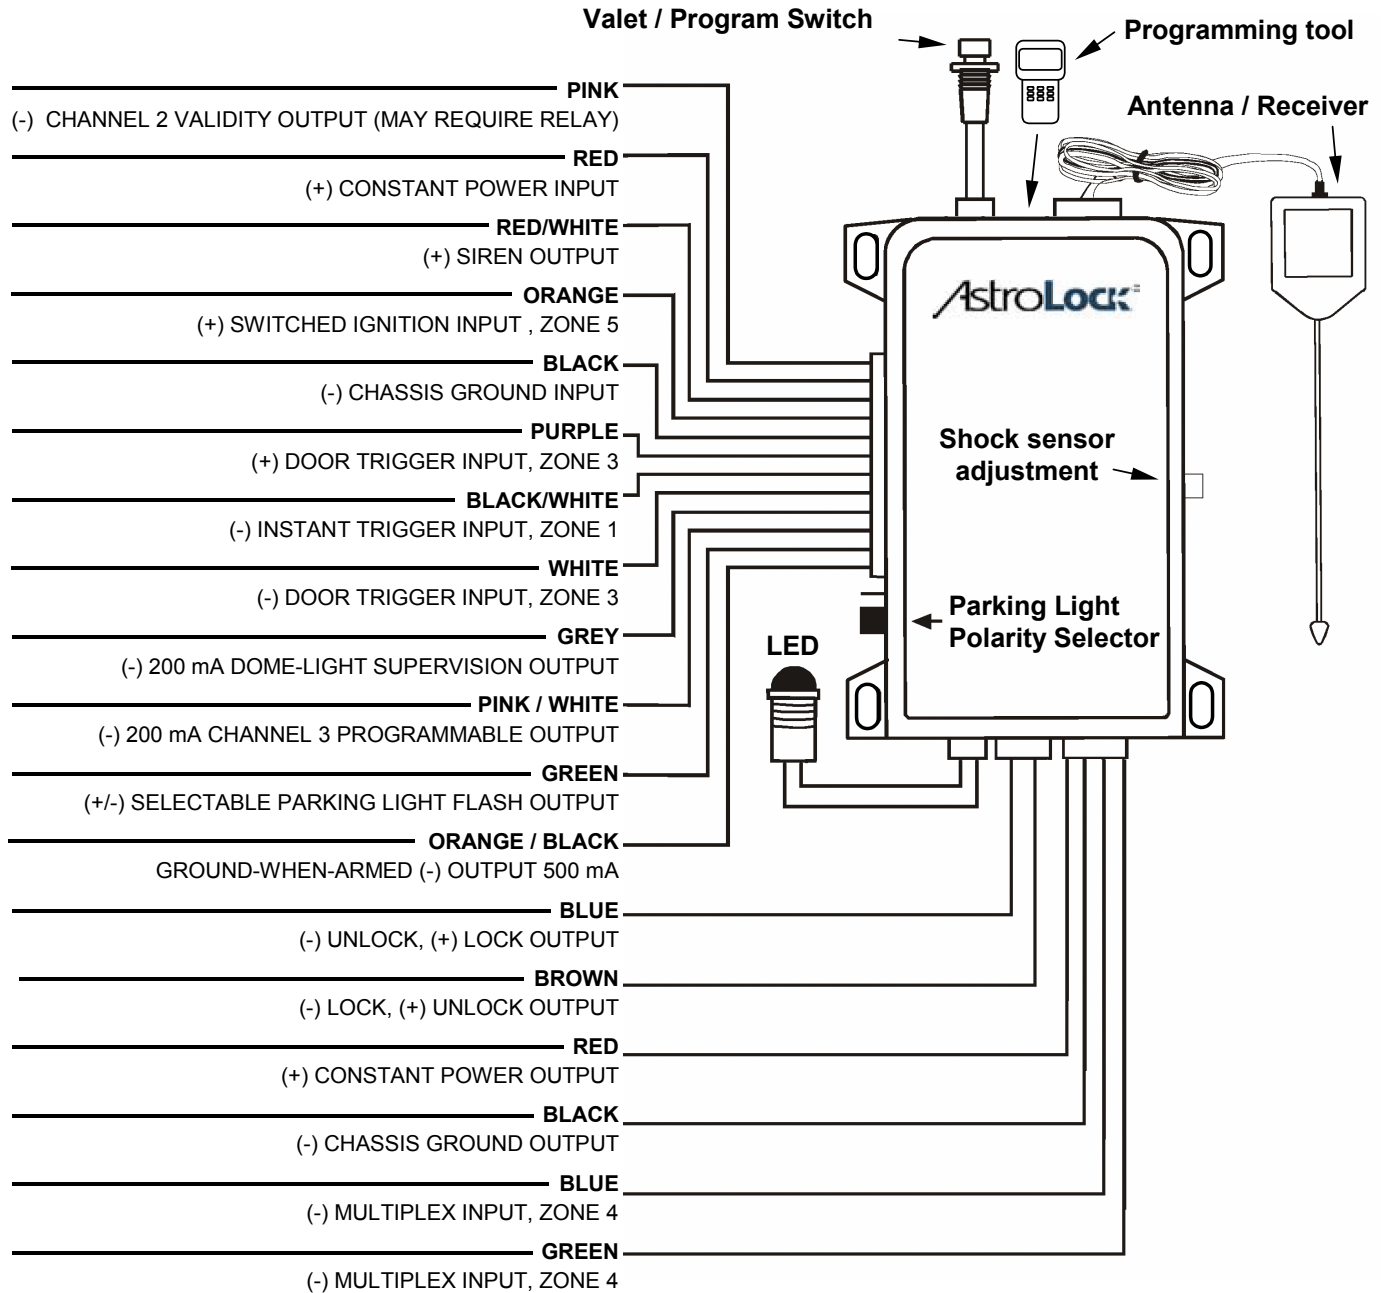 Valet / Program Switch
Programming tool
Antenna / Receiver
PINK
(-) CHANNEL 2 VALIDITY OUTPUT (MAY REQUIRE RELAY)
RED
(+) CONSTANT POWER INPUT
RED/WHITE
(+) SIREN OUTPUT
ORANGE
(+) SWITCHED IGNITION INPUT , ZONE 5
BLACK
(-) CHASSIS GROUND INPUT
PURPLE
(+) DOOR TRIGGER INPUT, ZONE 3
BLACK/WHITE
(-) INSTANT TRIGGER INPUT, ZONE 1
WHITE
(-) DOOR TRIGGER INPUT, ZONE 3
GREY
(-) 200 mA DOME-LIGHT SUPERVISION OUTPUT
PINK / WHITE
(-) 200 mA CHANNEL 3 PROGRAMMABLE OUTPUT
GREEN
(+/-) SELECTABLE PARKING LIGHT FLASH OUTPUT
ORANGE / BLACK
GROUND-WHEN-ARMED (-) OUTPUT 500 mA
BLUE
(-) UNLOCK, (+) LOCK OUTPUT
BROWN
(-) LOCK, (+) UNLOCK OUTPUT
RED
(+) CONSTANT POWER OUTPUT
BLACK
(-) CHASSIS GROUND OUTPUT
BLUE
(-) MULTIPLEX INPUT, ZONE 4
GREEN
(-) MULTIPLEX INPUT, ZONE 4
AstroLock
Shock sensor
adjustment
Parking Light
Polarity Selector
LED